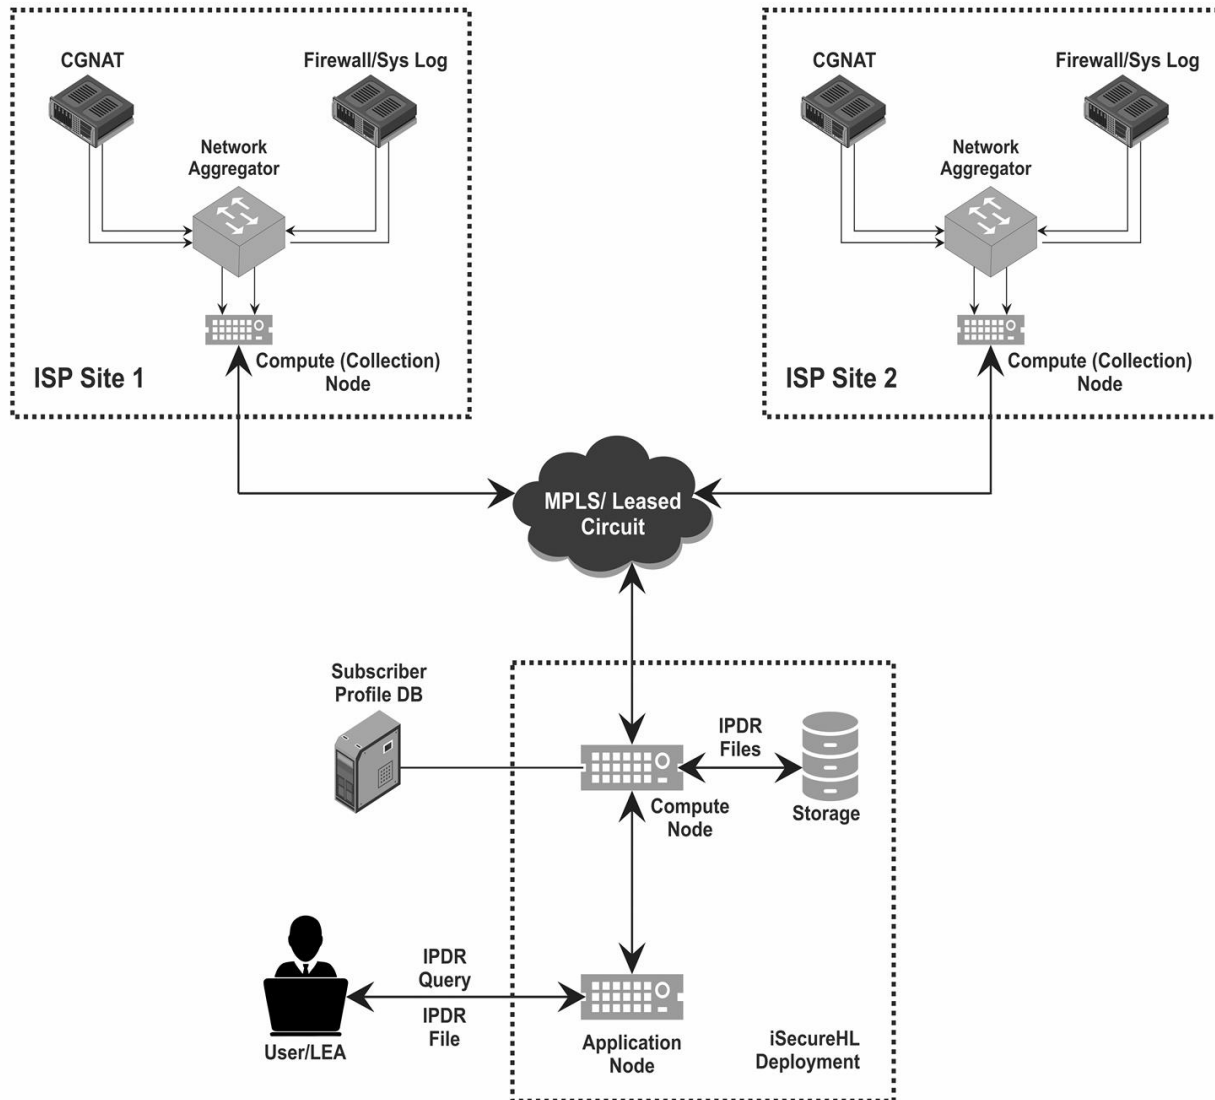 CGNAT
Firewall/Sys Log
Network
Aggregator
Compute (Collection)
Node
ISP Site 1
CGNAT
Firewall/Sys Log
Network
Aggregator
Compute (Collection)
Node
ISP Site 2
MPLS/ Leased
Circuit
Subscriber
Profile DB
IPDR
Files
Compute
Node
Storage
IPDR
Query
IPDR
File
User/LEA
Application
Node
iSecureHL
Deployment